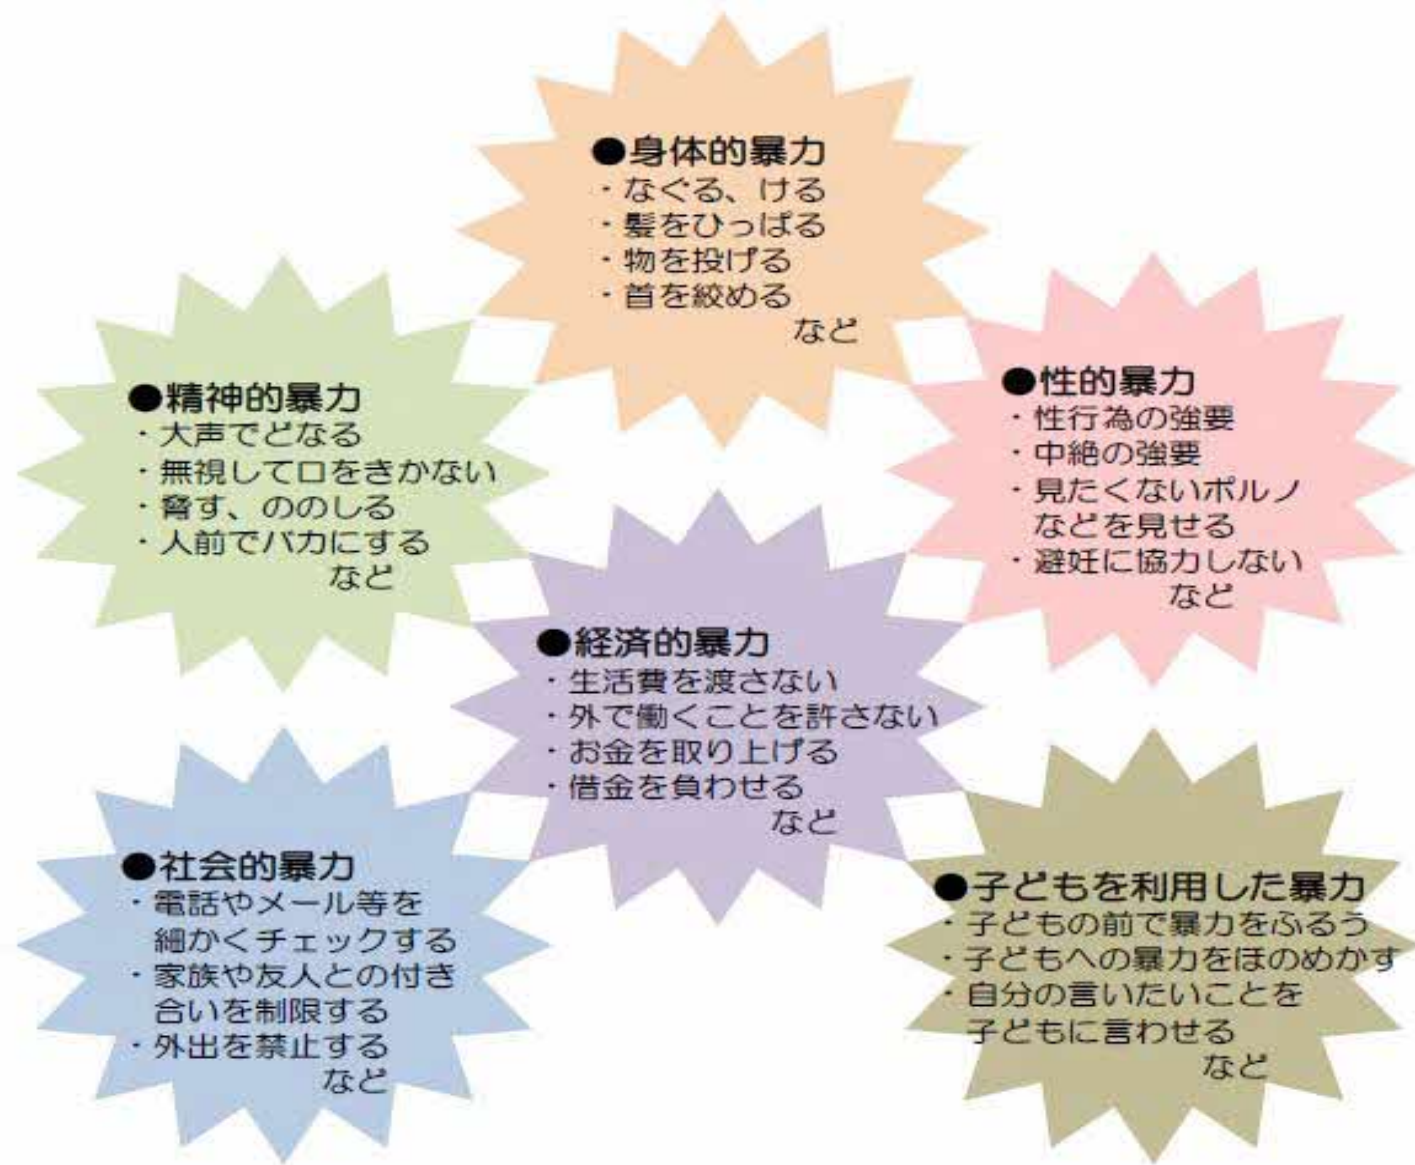 ●身体的暴力
・なぐる、ける
・髪をひっぱる
・物を投げる
・首を絞める
など
●精神的暴力
・大声でどなる
・無視して口をきかない
・脅す、ののしる
・人前でバカにする
など
●性的暴力
・性行為の強要
・中絶の強要
・見たくないポルノ
などを見せる
・避妊に協力しない
など
●経済的暴力
・生活費を渡さない
・外で働くことを許さない
・お金を取り上げる
・借金を負わせる
など
●社会的暴力
・電話やメール等を
細かくチェックする
・家族や友人との付き
合いを制限する
・外出を禁止する
など
●子どもを利用した暴力
・子どもの前で暴力をふるう
・子どもへの暴力をほのめかす
・自分の言いたいことを
子どもに言わせる
など